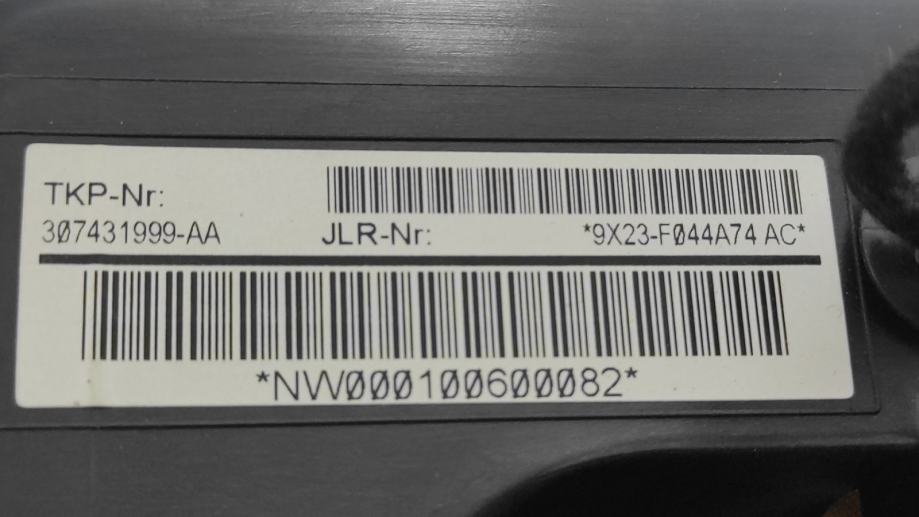 TKP-Nr:
307431999-AA
JLR-Nr: *9X23-F044A74 AC*
*NW000100600082*